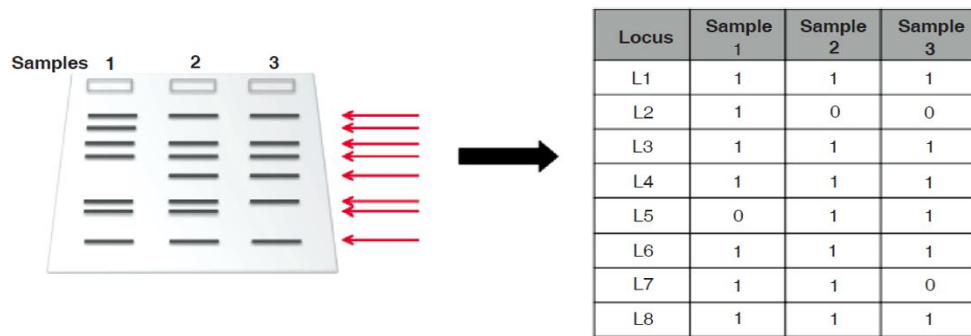 Samples 1 2 3
Locus Sample 1 Sample 2 Sample 3
L1 1 1 1
L2 1 0 0
L3 1 1 1
L4 1 1 1
L5 0 1 1
L6 1 1 1
L7 1 1 0
L8 1 1 1